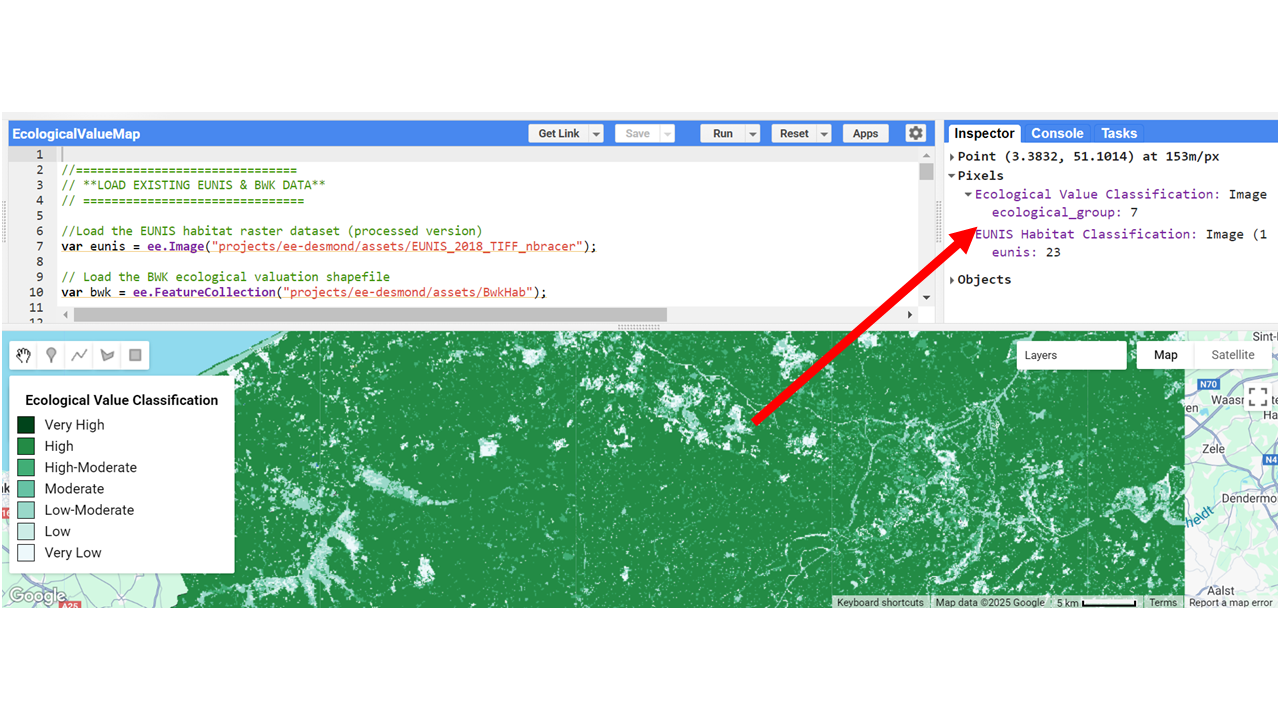 EcologicalValueMap
Get Link
Save
Run
Reset
Apps
1
2 //===============================
3 // **LOAD EXISTING EUNIS & BWK DATA**
4 // ===============================
5
6 //Load the EUNIS habitat raster dataset (processed version)
7 var eunis = ee.Image("projects/ee-desmond/assets/EUNIS_2018_TIFF_nbracer");
8
9 // Load the BWK ecological valuation shapefile
10 var bwk = ee.FeatureCollection("projects/ee-desmond/assets/BwkHab");
11
12
Inspector Console Tasks
Point (3.3832, 51.1014) at 153m/px
Pixels
Ecological Value Classification: Image
ecological_group: 7
EUNIS Habitat Classification: Image (1
eunis: 23
Objects
Layers
Map Satellite
Ecological Value Classification
Very High
High
High-Moderate
Moderate
Low-Moderate
Low
Very Low
Sint-
N70
Waas
Zele
N4
Dendermo
heldt
Aalst
Google
A25
Keyboard shortcuts Map data ©2025 Google 5 km Terms Report a map error